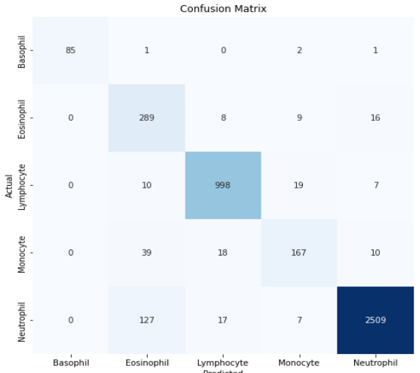 Confusion Matrix
Basophil 85 1 0 2 1
Eosinophil 0 289 8 9 16
Lymphocyte 0 10 998 19 7
Monocyte 0 39 18 167 10
Neutrophil 0 127 17 7 2509
Actual
Basophil Eosinophil Lymphocyte Monocyte Neutrophil
Predicted